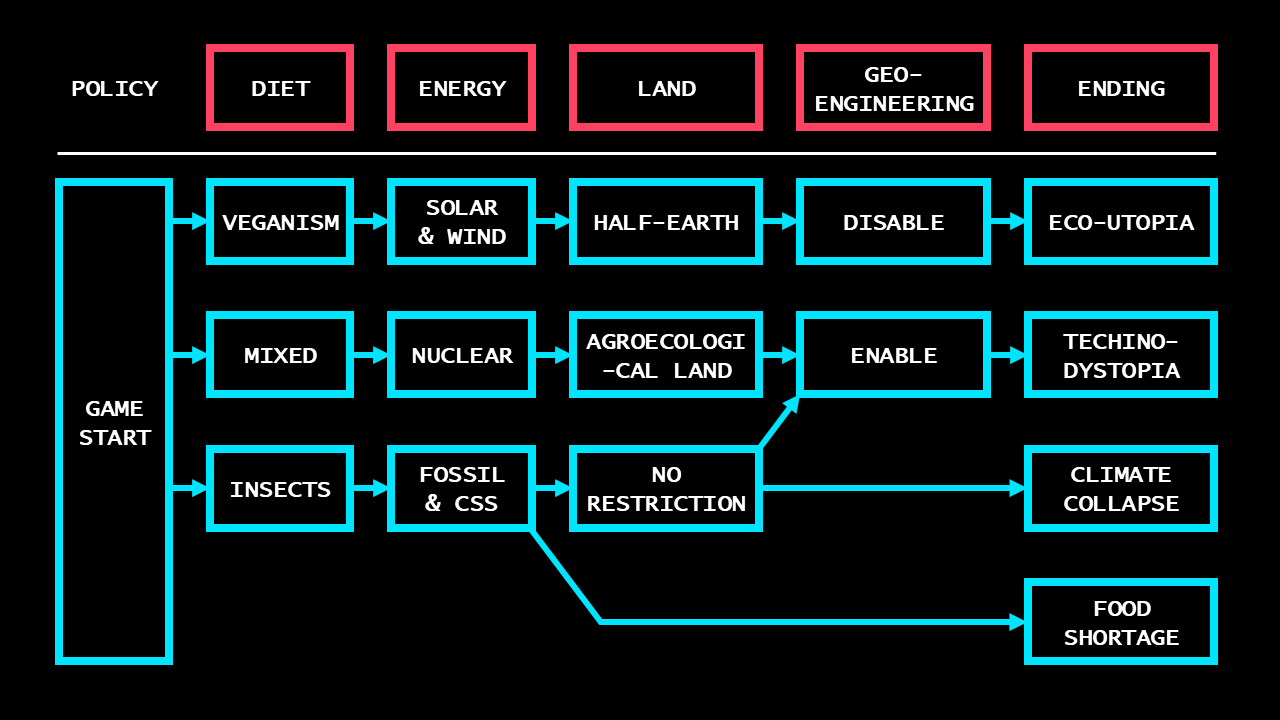 POLICY
DIET
ENERGY
LAND
GEO-
ENGINEERING
ENDING
GAME
START
VEGANISM
SOLAR
& WIND
HALF-EARTH
DISABLE
ECO-UTOPIA
MIXED
NUCLEAR
AGROECOLOGI
-CAL LAND
ENABLE
TECHINO-
DYSTOPIA
INSECTS
FOSSIL
& CSS
NO
RESTRICTION
CLIMATE
COLLAPSE
FOOD
SHORTAGE